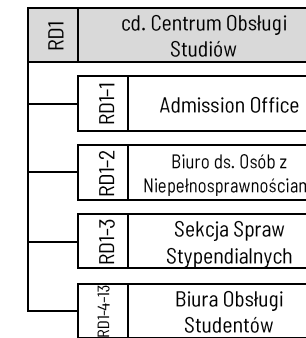 RD1
cd. Centrum Obsługi
Studiów
RD1-1
Admission Office
RD1-2
Biuro ds. Osób z
RD1-3
Sekcja Spraw
Stypendialnych
RD1-4-13
Biura Obsługi
Studentów